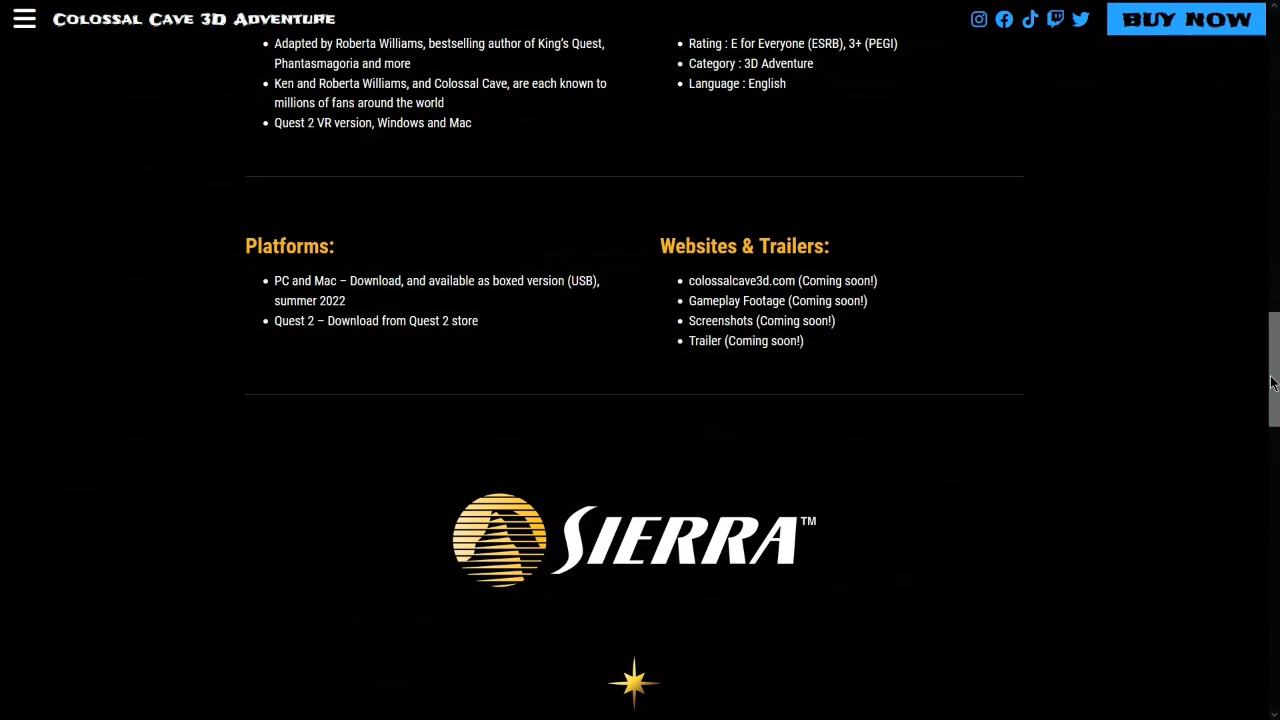 Colossal Cave 3D Adventure
BUY NOW
Adapted by Roberta Williams, bestselling author of King's Quest,
Phantasmagoria and more
Ken and Roberta Williams, and Colossal Cave, are each known to
millions of fans around the world
Quest 2 VR version, Windows and Mac
Rating : E for Everyone (ESRB), 3+ (PEGI)
Category : 3D Adventure
Language : English
Platforms:
PC and Mac – Download, and available as boxed version (USB),
summer 2022
Quest 2 – Download from Quest 2 store
Websites & Trailers:
colossalcave3d.com (Coming soon!)
Gameplay Footage (Coming soon!)
Screenshots (Coming soon!)
Trailer (Coming soon!)
SIERRA™